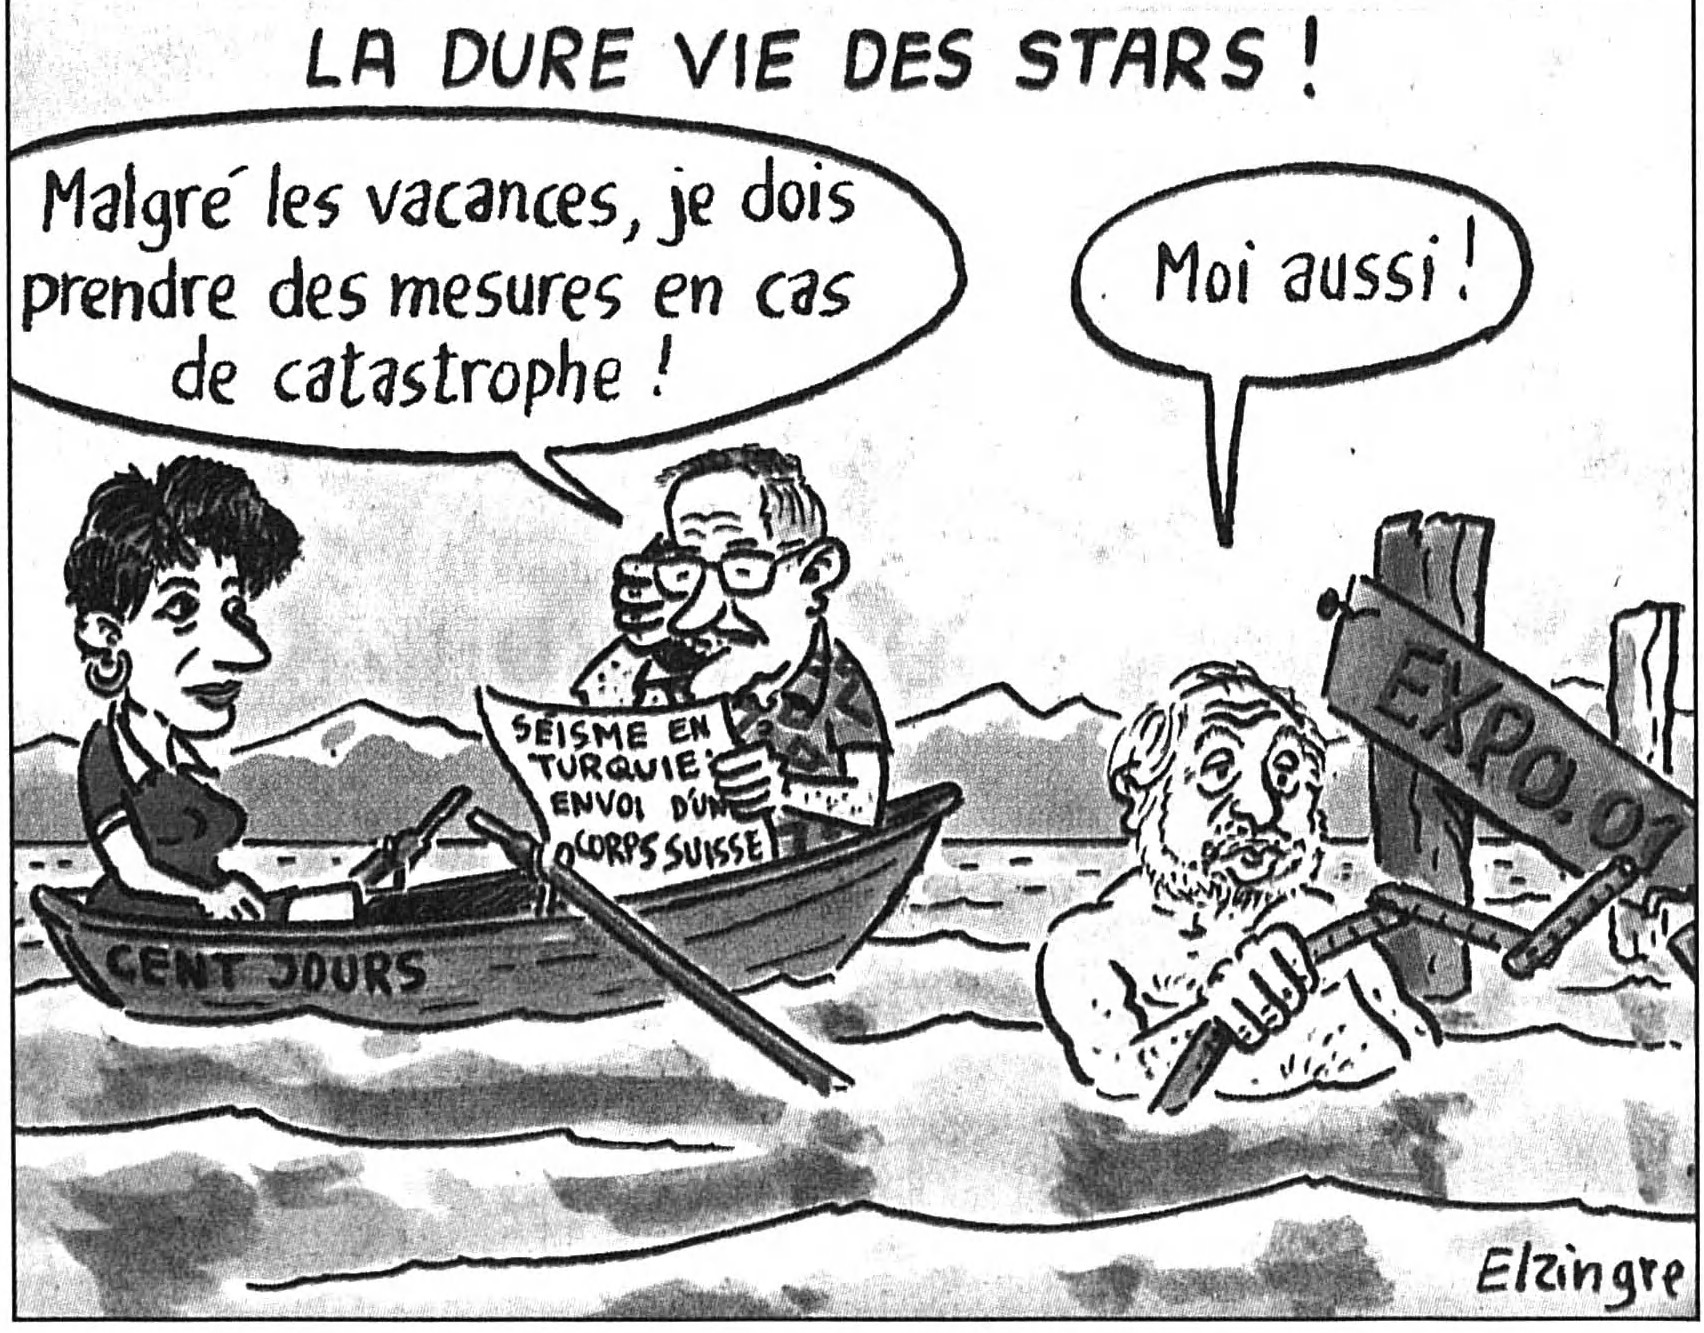 LA DURE VIE DES STARS !
Malgré les vacances, je dois
prendre des mesures en cas
de catastrophe !
Moi aussi !
SÉISME EN
TURQUIE:
ENVOI D'UN
CORPS SUISSE
EXPO.01
CENT JOURS
Elzingre